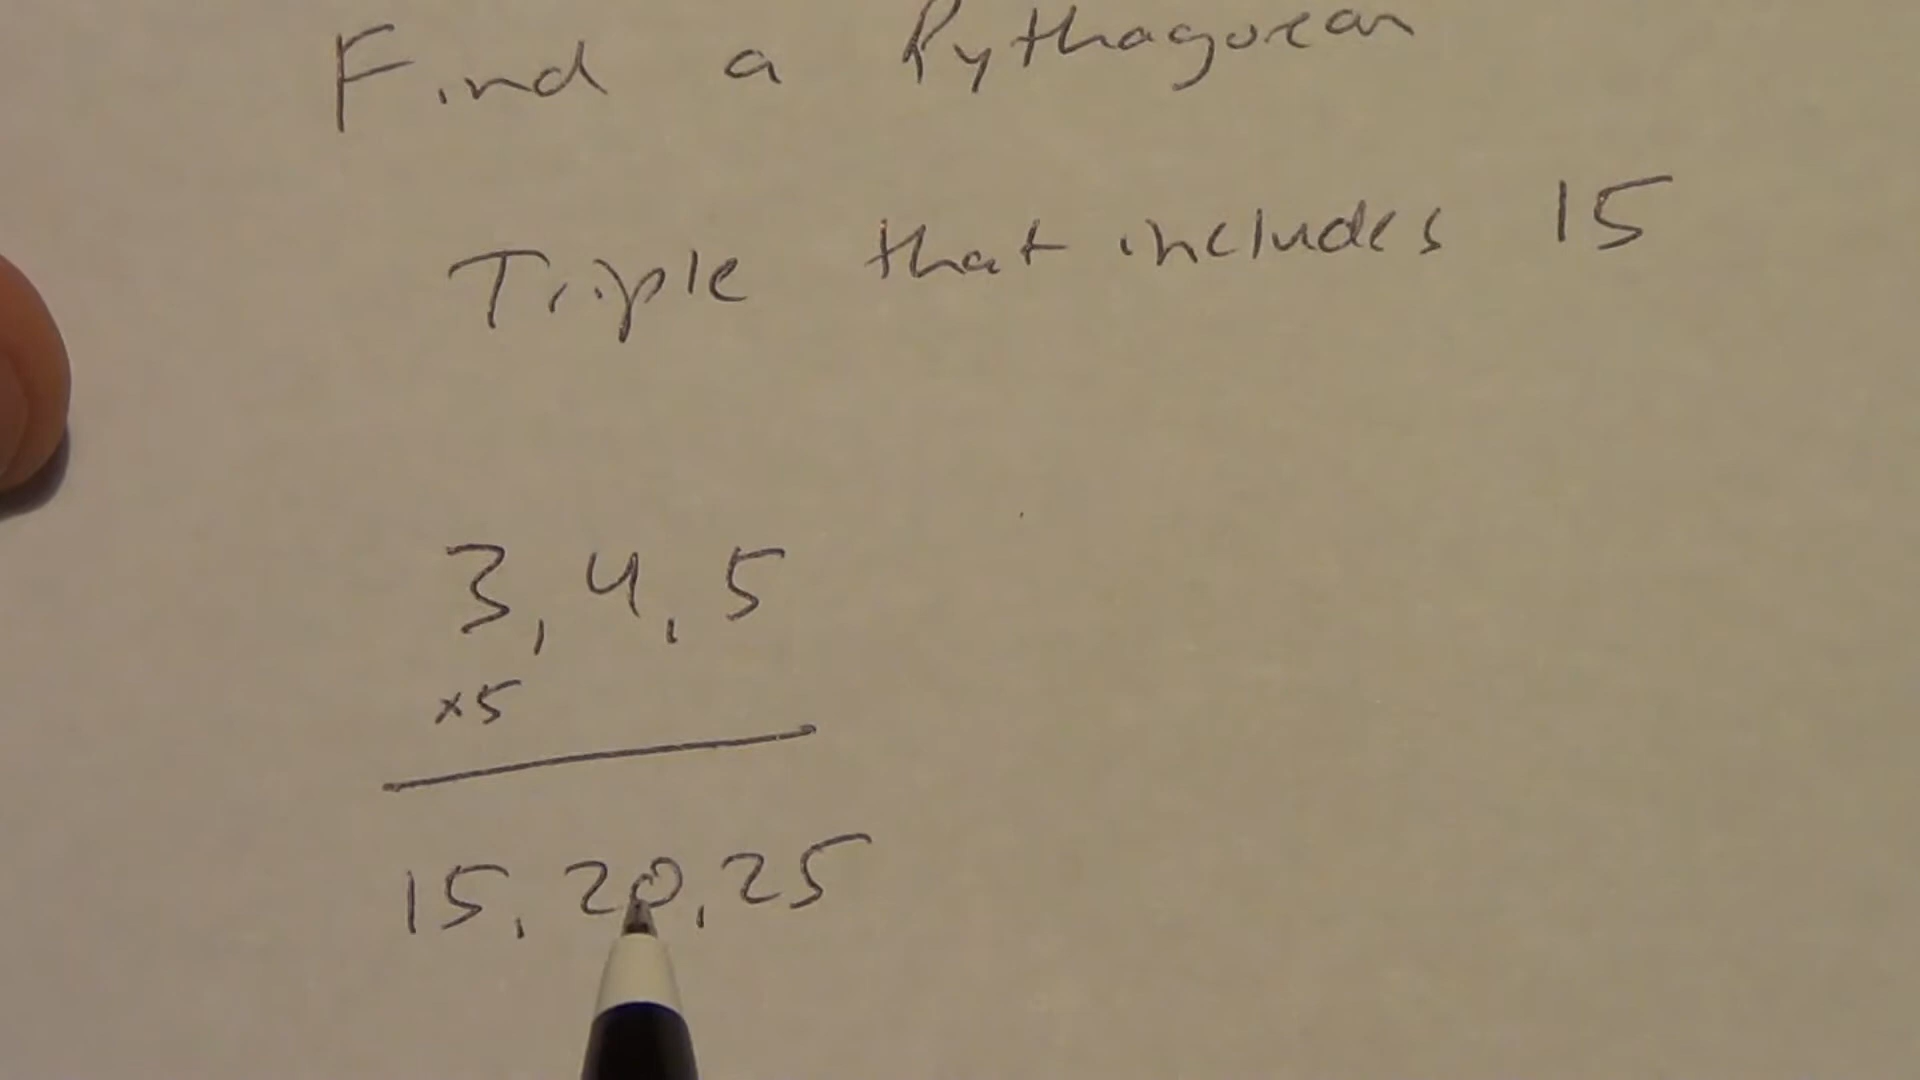 Find a Pythagorean
Triple that includes 15
3, 4, 5
x5
15, 20, 25